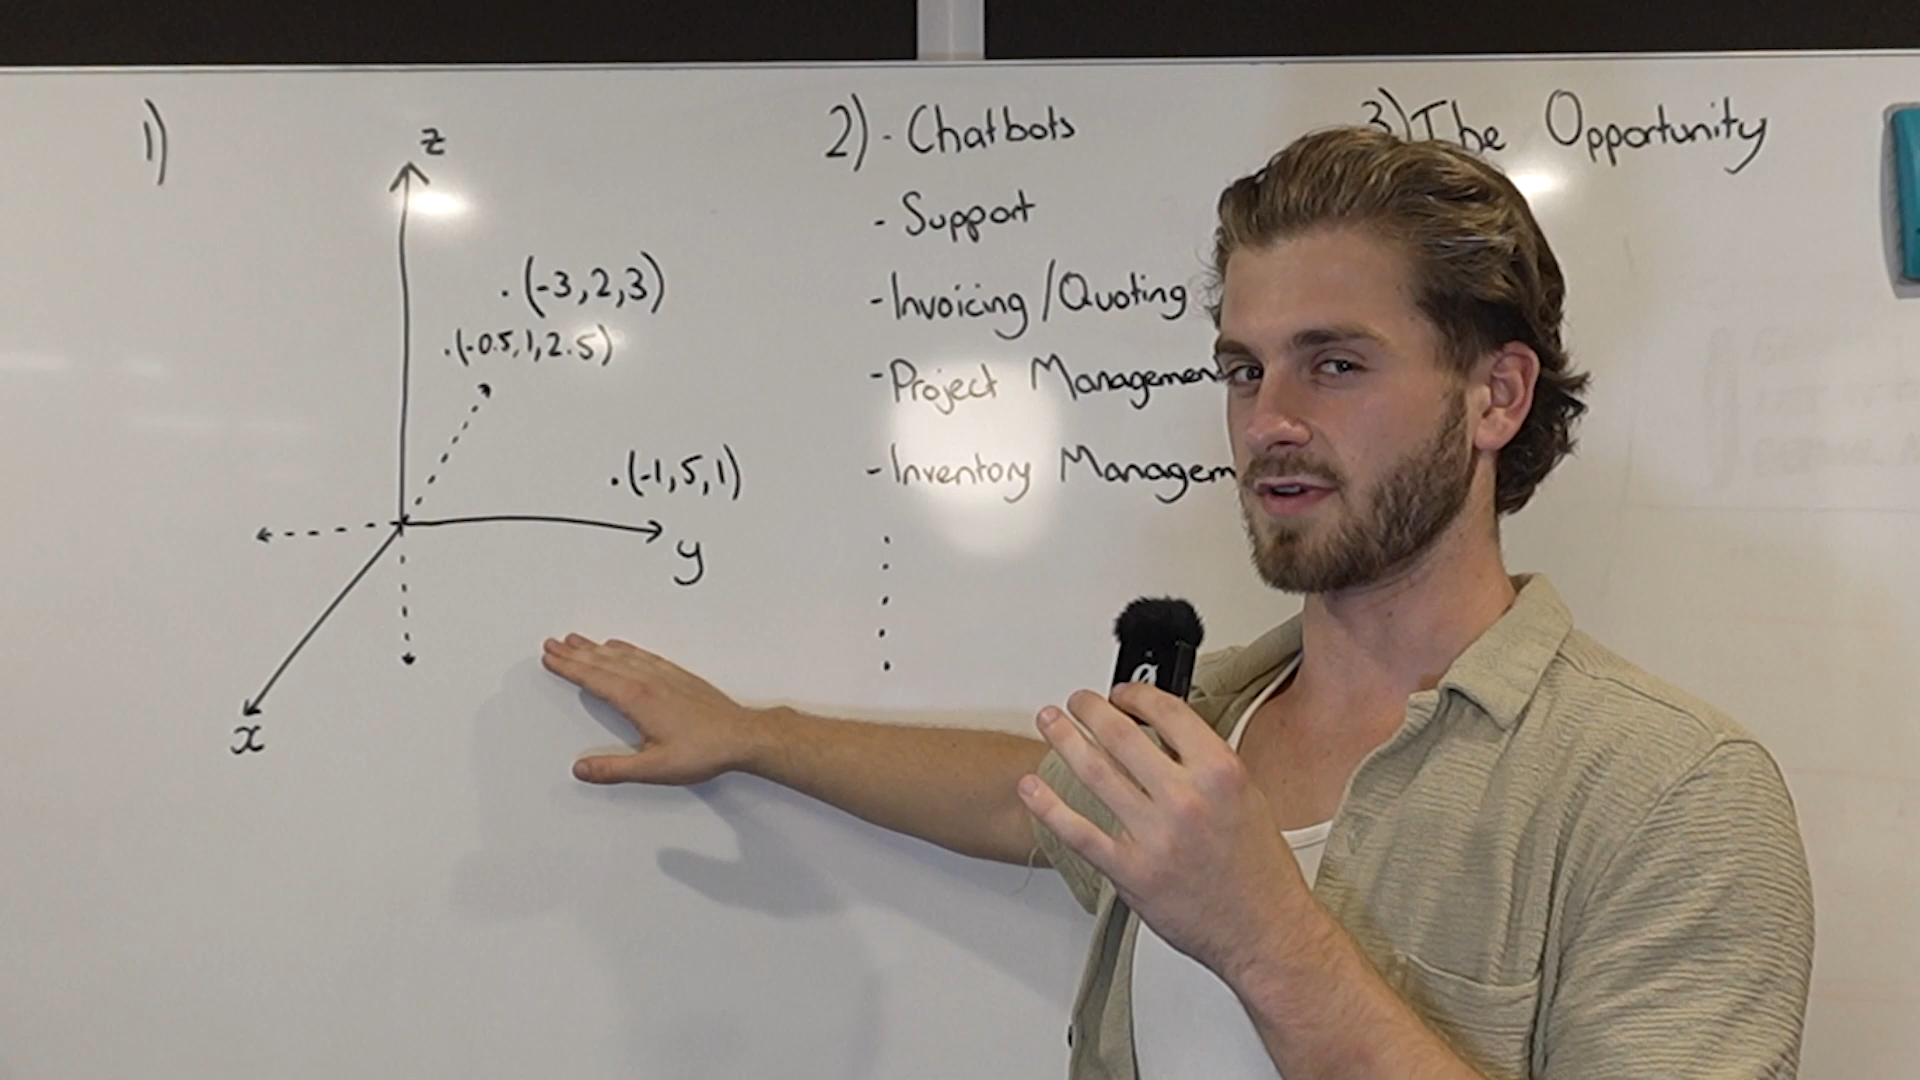 1)
z
. (-3,2,3)
.(-0.5,1,2.5)
.(-1,5,1)
y
x
2) - Chatbots
- Support
- Invoicing / Quoting
- Project Management
- Inventory Managem
3) The Opportunity